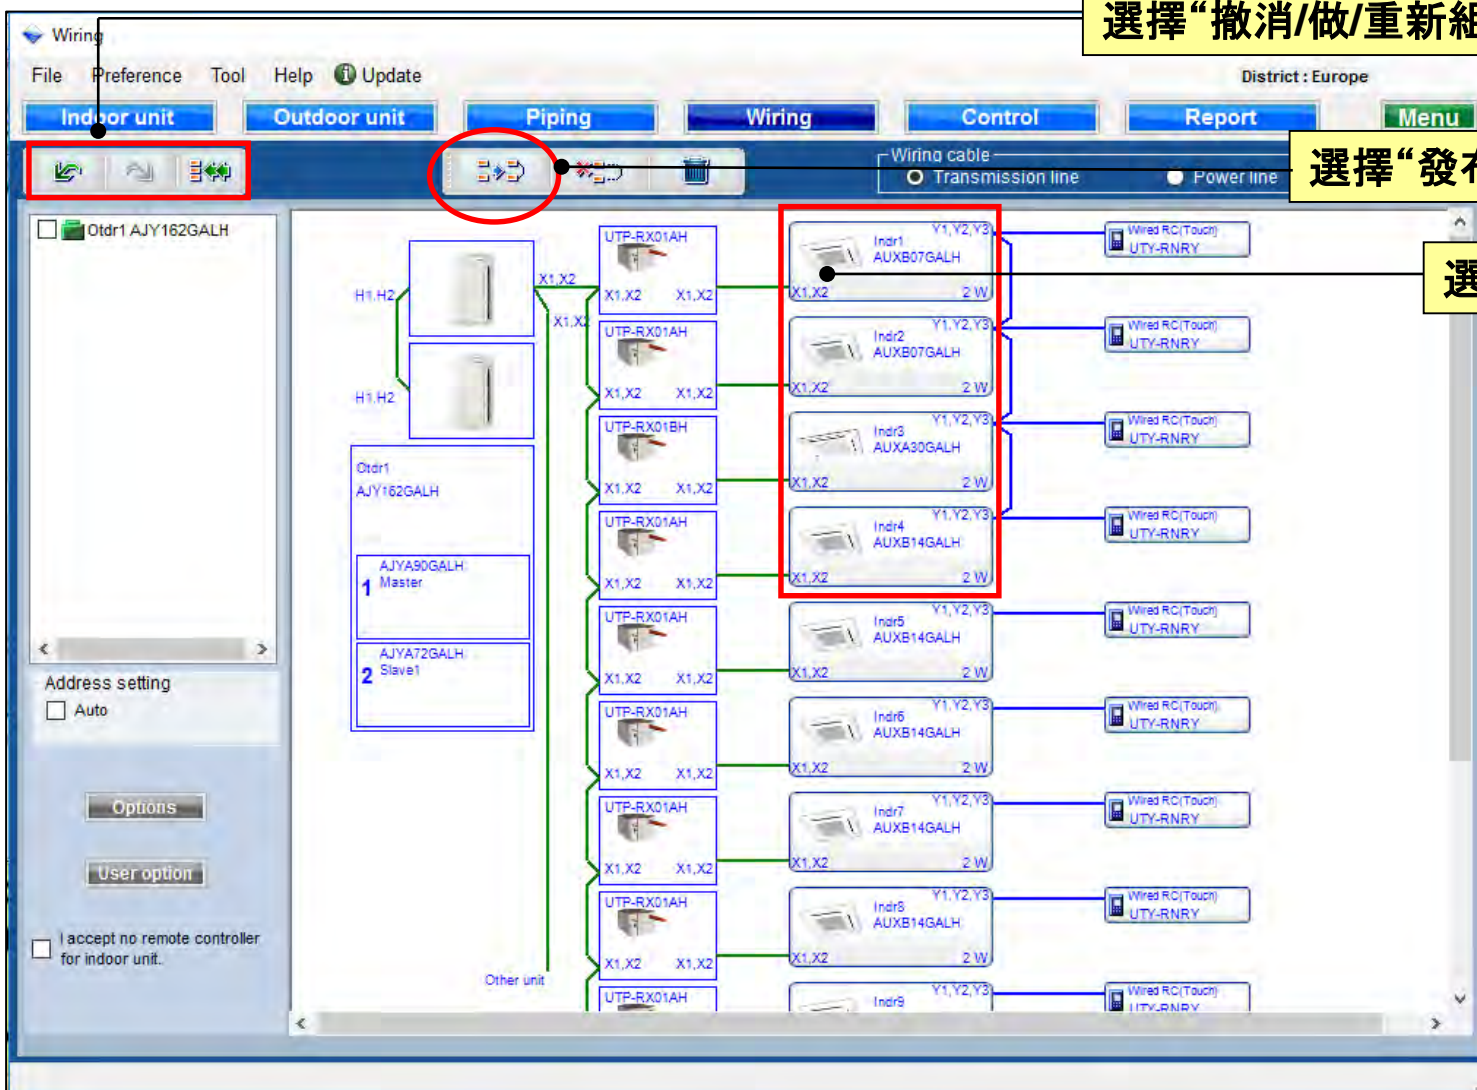 選擇“撤消/做/重新組
Wiring
File Preference Tool Help Update
District : Europe
Indoor unit Outdoor unit Piping Wiring Control Report Menu
Wiring cable
Transmission line Power line
選擇“發布
選
Otdr1 AJY162GALH
Address setting
Auto
Options
User option
I accept no remote controller
for indoor unit.
H1,H2
H1,H2
X1,X2
X1,X2
Otdr1
AJY162GALH
AJYA90GALH
1 Master
AJYA72GALH
2 Slave1
Other unit
UTP-RX01AH
X1,X2 X1,X2
Indr1
AUXB07GALH
Y1,Y2,Y3
X1,X2 2 W
Wired RC(Touch)
UTY-RNRY
UTP-RX01AH
X1,X2 X1,X2
Indr2
AUXB07GALH
Y1,Y2,Y3
X1,X2 2 W
Wired RC(Touch)
UTY-RNRY
UTP-RX01BH
X1,X2 X1,X2
Indr3
AUXA30GALH
Y1,Y2,Y3
X1,X2 2 W
Wired RC(Touch)
UTY-RNRY
UTP-RX01AH
X1,X2 X1,X2
Indr4
AUXB14GALH
Y1,Y2,Y3
X1,X2 2 W
Wired RC(Touch)
UTY-RNRY
UTP-RX01AH
X1,X2 X1,X2
Indr5
AUXB14GALH
Y1,Y2,Y3
X1,X2 2 W
Wired RC(Touch)
UTY-RNRY
UTP-RX01AH
X1,X2 X1,X2
Indr6
AUXB14GALH
Y1,Y2,Y3
X1,X2 2 W
Wired RC(Touch)
UTY-RNRY
UTP-RX01AH
X1,X2 X1,X2
Indr7
AUXB14GALH
Y1,Y2,Y3
X1,X2 2 W
Wired RC(Touch)
UTY-RNRY
UTP-RX01AH
X1,X2 X1,X2
Indr8
AUXB14GALH
Y1,Y2,Y3
X1,X2 2 W
Wired RC(Touch)
UTY-RNRY
UTP-RX01AH
Indr9
Y1,Y2,Y3
Wired RC(Touch)
UTY-RNRY